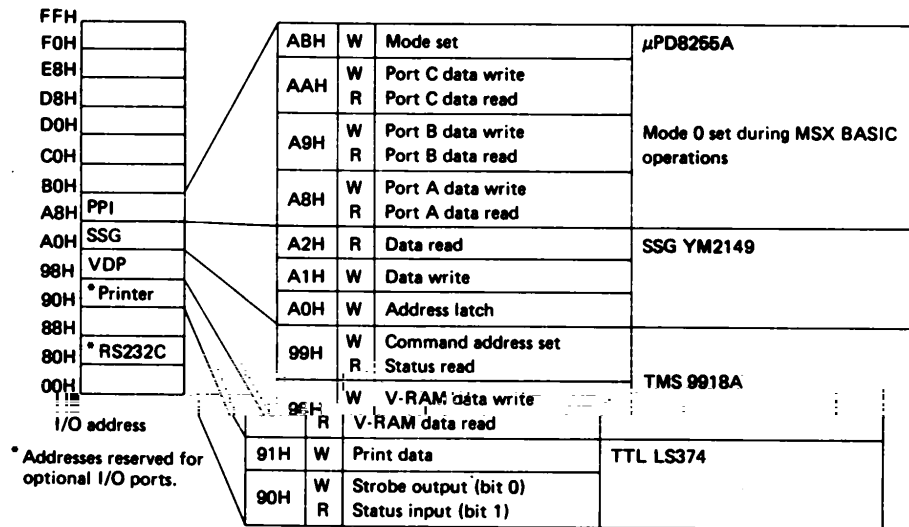 FFH
F0H
E8H
D8H
D0H
C0H
B0H
A8H PPI
A0H SSG
98H VDP
90H *Printer
88H
80H *RS232C
00H
I/O address
*Addresses reserved for
optional I/O ports.
ABH W Mode set μPD8255A
AAH W Port C data write
R Port C data read
A9H W Port B data write Mode 0 set during MSX BASIC
R Port B data read operations
A8H W Port A data write
R Port A data read
A2H R Data read SSG YM2149
A1H W Data write
A0H W Address latch
99H W Command address set
R Status read
TMS 9918A
W V-RAM data write
R V-RAM data read
91H W Print data TTL LS374
90H W Strobe output (bit 0)
R Status input (bit 1)